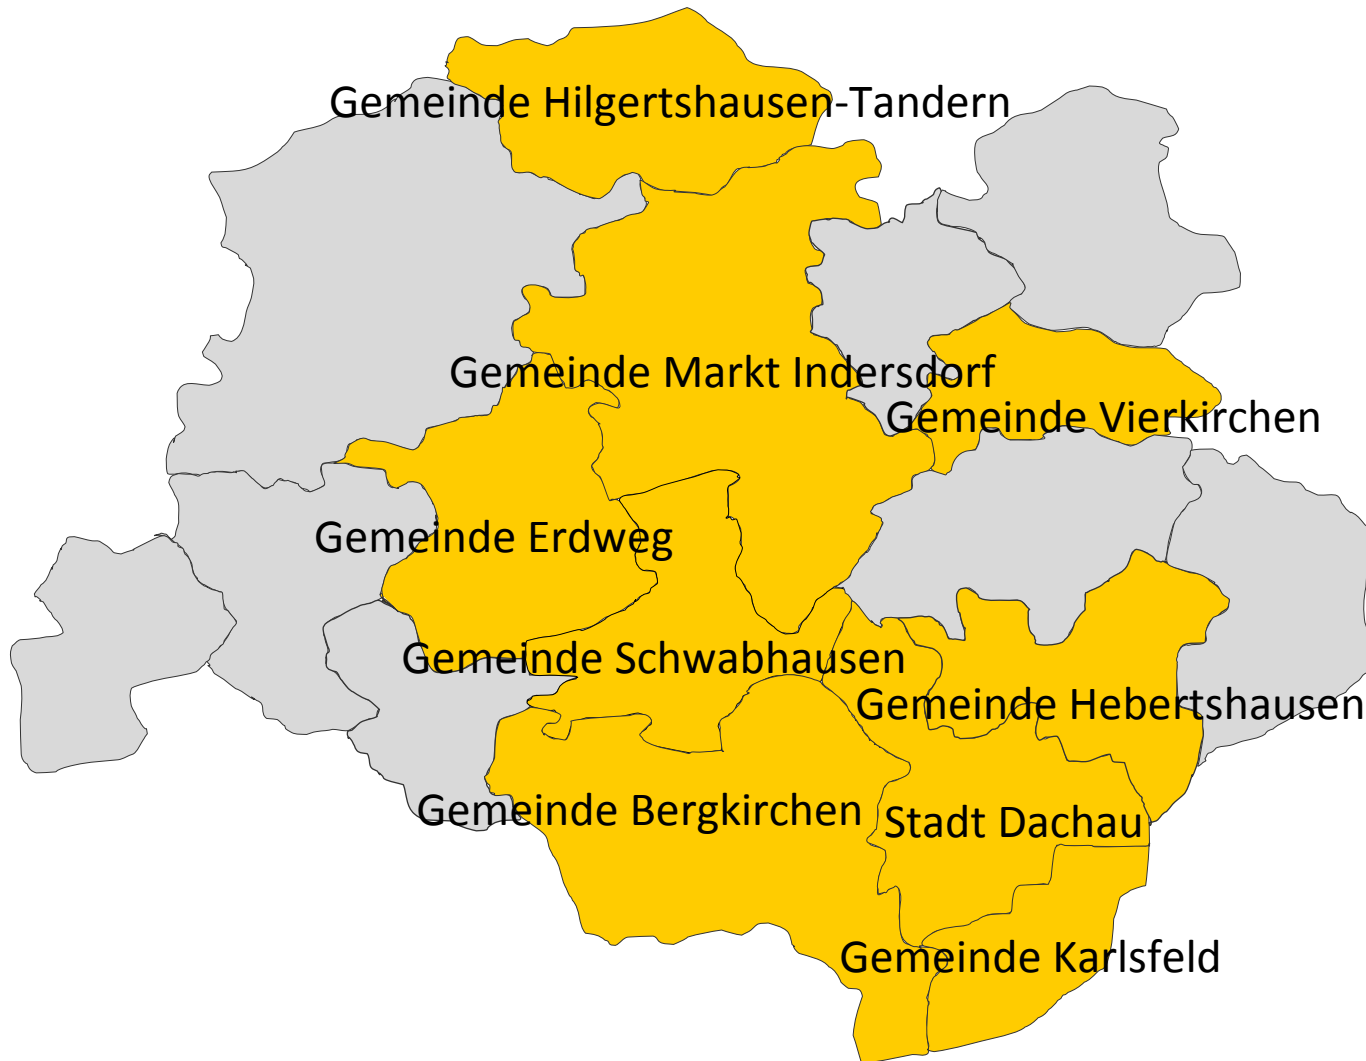 Gemeinde Hilgertshausen-Tandern
Gemeinde Markt Indersdorf
Gemeinde Vierkirchen
Gemeinde Erdweg
Gemeinde Schwabhausen
Gemeinde Hebertshausen
Gemeinde Bergkirchen
Stadt Dachau
Gemeinde Karlsfeld